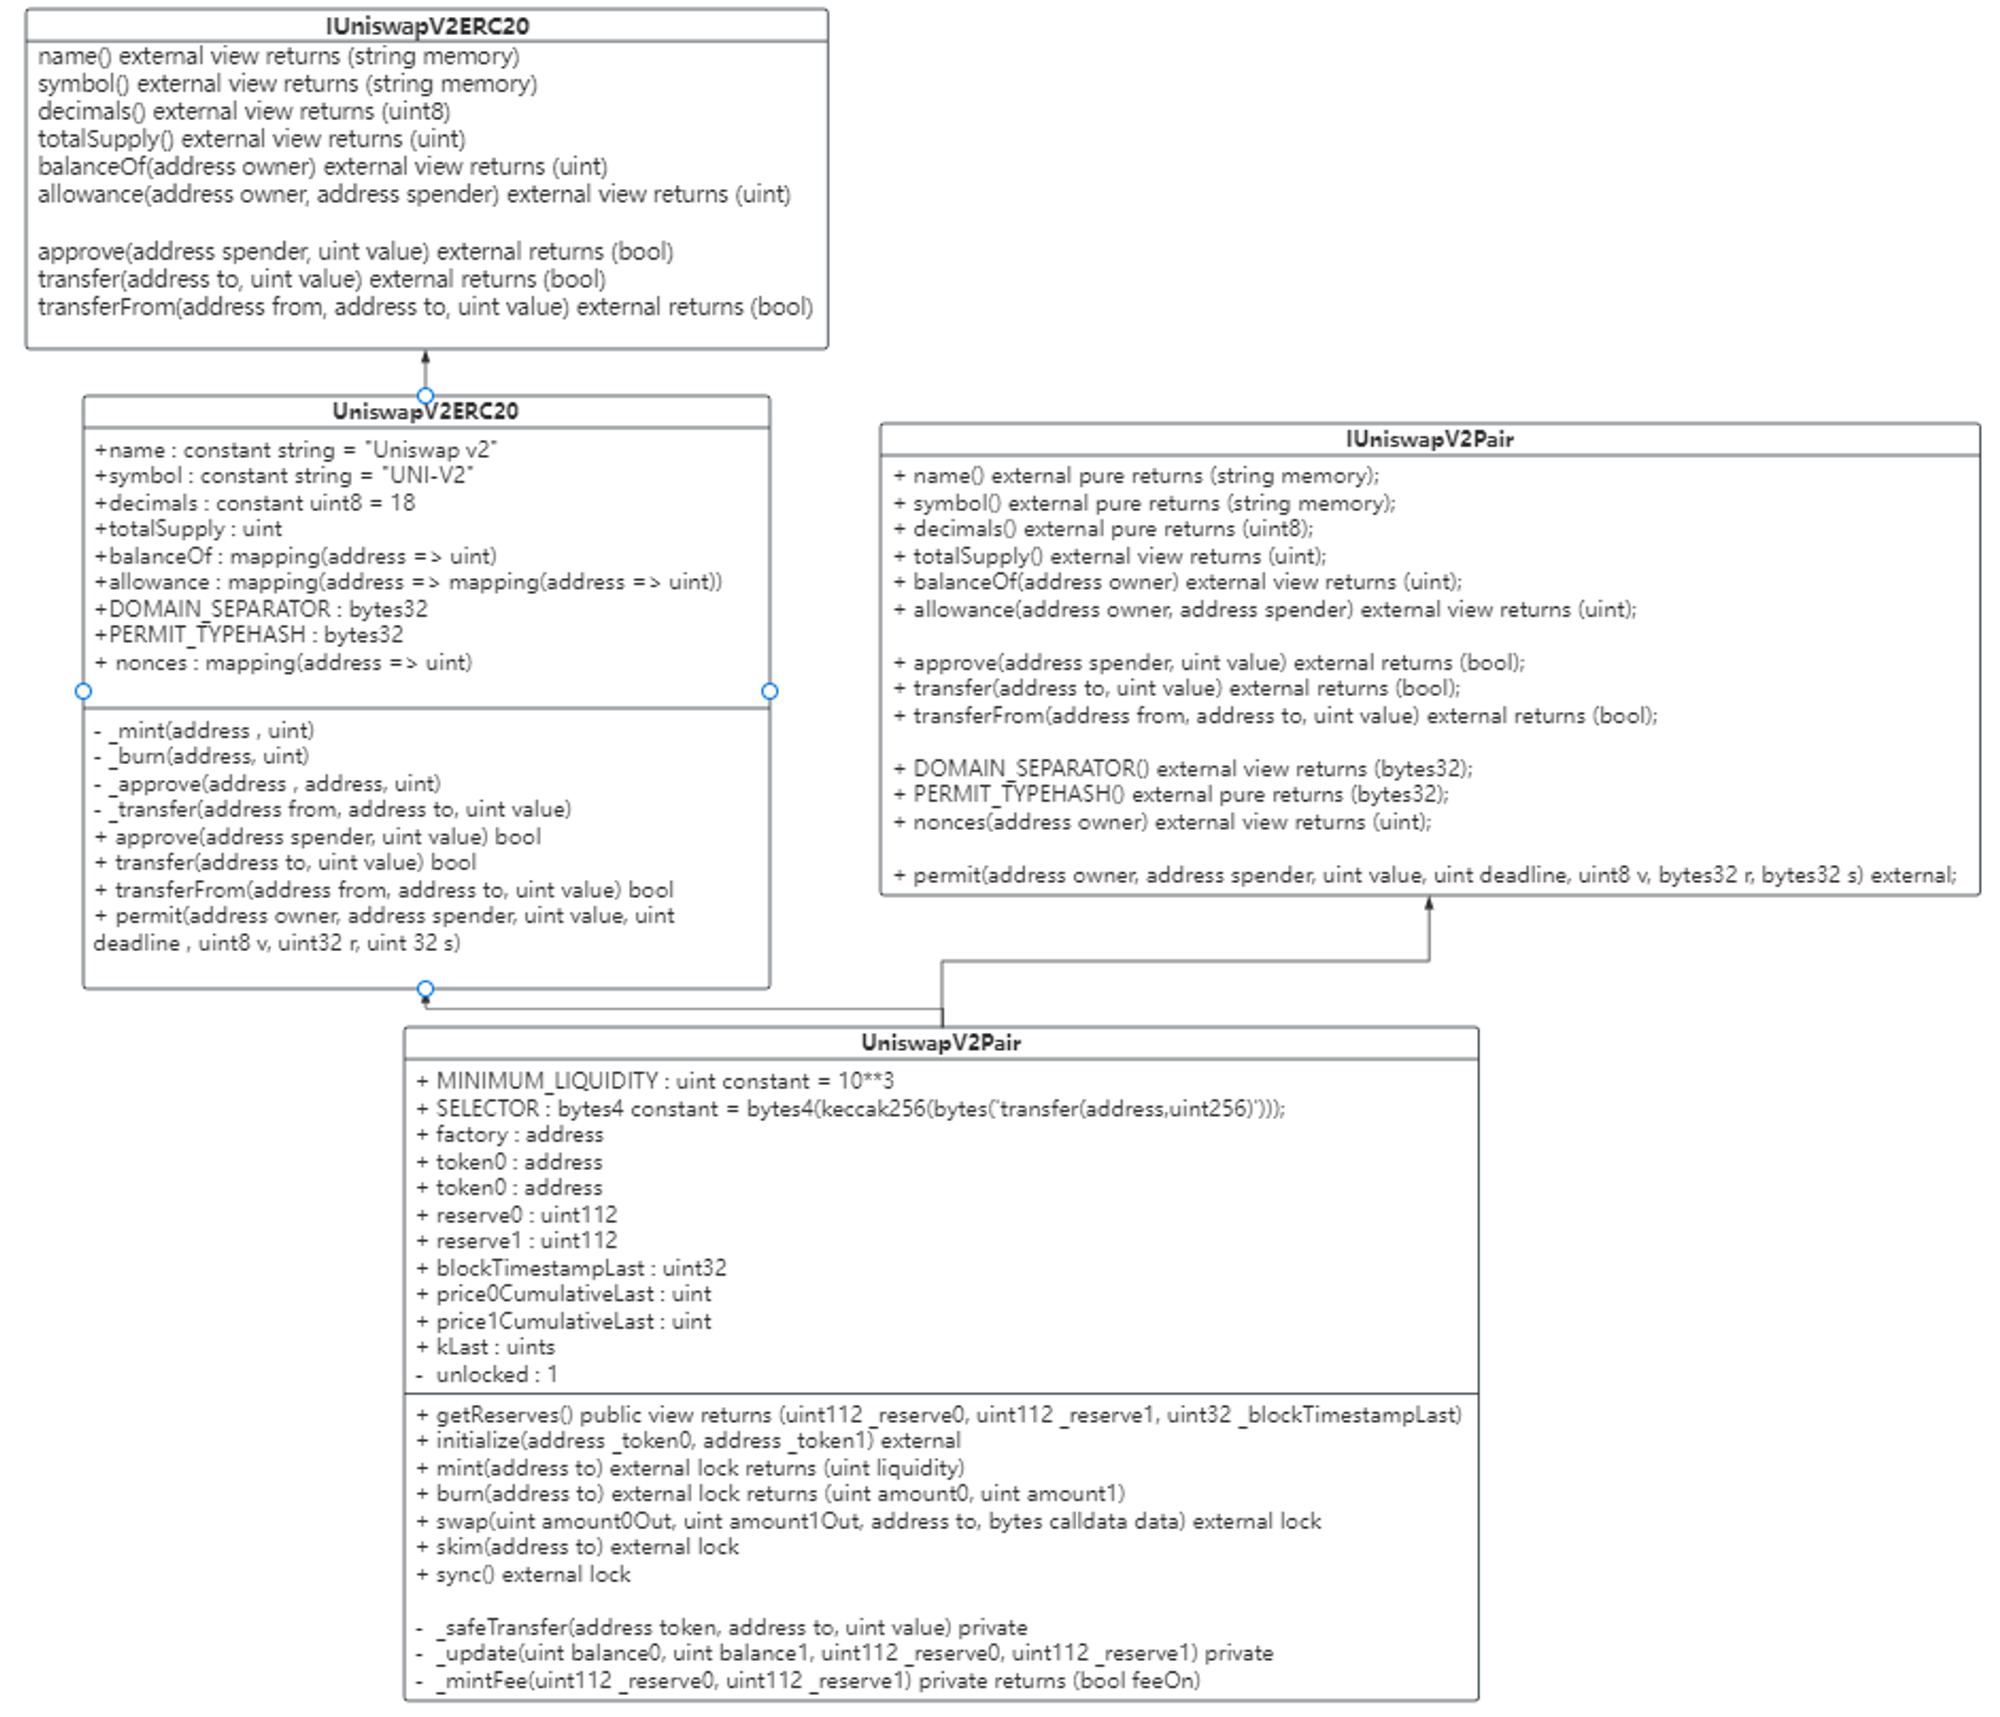 IUniswapV2ERC20
name() external view returns (string memory)
symbol() external view returns (string memory)
decimals() external view returns (uint8)
totalSupply() external view returns (uint)
balanceOf(address owner) external view returns (uint)
allowance(address owner, address spender) external view returns (uint)
approve(address spender, uint value) external returns (bool)
transfer(address to, uint value) external returns (bool)
transferFrom(address from, address to, uint value) external returns (bool)
UniswapV2ERC20
+name : constant string = "Uniswap v2"
+symbol : constant string = "UNI-V2"
+decimals : constant uint8 = 18
+totalSupply : uint
+balanceOf : mapping(address => uint)
+allowance : mapping(address => mapping(address => uint))
+DOMAIN_SEPARATOR : bytes32
+PERMIT_TYPEHASH : bytes32
+ nonces : mapping(address => uint)
- _mint(address , uint)
- _burn(address, uint)
- _approve(address , address, uint)
- _transfer(address from, address to, uint value)
+ approve(address spender, uint value) bool
+ transfer(address to, uint value) bool
+ transferFrom(address from, address to, uint value) bool
+ permit(address owner, address spender, uint value, uint
deadline , uint8 v, uint32 r, uint 32 s)
IUniswapV2Pair
+ name() external pure returns (string memory);
+ symbol() external pure returns (string memory);
+ decimals() external pure returns (uint8);
+ totalSupply() external view returns (uint);
+ balanceOf(address owner) external view returns (uint);
+ allowance(address owner, address spender) external view returns (uint);
+ approve(address spender, uint value) external returns (bool);
+ transfer(address to, uint value) external returns (bool);
+ transferFrom(address from, address to, uint value) external returns (bool);
+ DOMAIN_SEPARATOR() external view returns (bytes32);
+ PERMIT_TYPEHASH() external pure returns (bytes32);
+ nonces(address owner) external view returns (uint);
+ permit(address owner, address spender, uint value, uint deadline, uint8 v, bytes32 r, bytes32 s) external;
UniswapV2Pair
+ MINIMUM_LIQUIDITY : uint constant = 10**3
+ SELECTOR : bytes4 constant = bytes4(keccak256(bytes('transfer(address,uint256)')));
+ factory : address
+ token0 : address
+ token0 : address
+ reserve0 : uint112
+ reserve1 : uint112
+ blockTimestampLast : uint32
+ price0CumulativeLast : uint
+ price1CumulativeLast : uint
+ kLast : uints
- unlocked : 1
+ getReserves() public view returns (uint112 _reserve0, uint112 _reserve1, uint32 _blockTimestampLast)
+ initialize(address _token0, address _token1) external
+ mint(address to) external lock returns (uint liquidity)
+ burn(address to) external lock returns (uint amount0, uint amount1)
+ swap(uint amount0Out, uint amount1Out, address to, bytes calldata data) external lock
+ skim(address to) external lock
+ sync() external lock
- _safeTransfer(address token, address to, uint value) private
- _update(uint balance0, uint balance1, uint112 _reserve0, uint112 _reserve1) private
- _mintFee(uint112 _reserve0, uint112 _reserve1) private returns (bool feeOn)